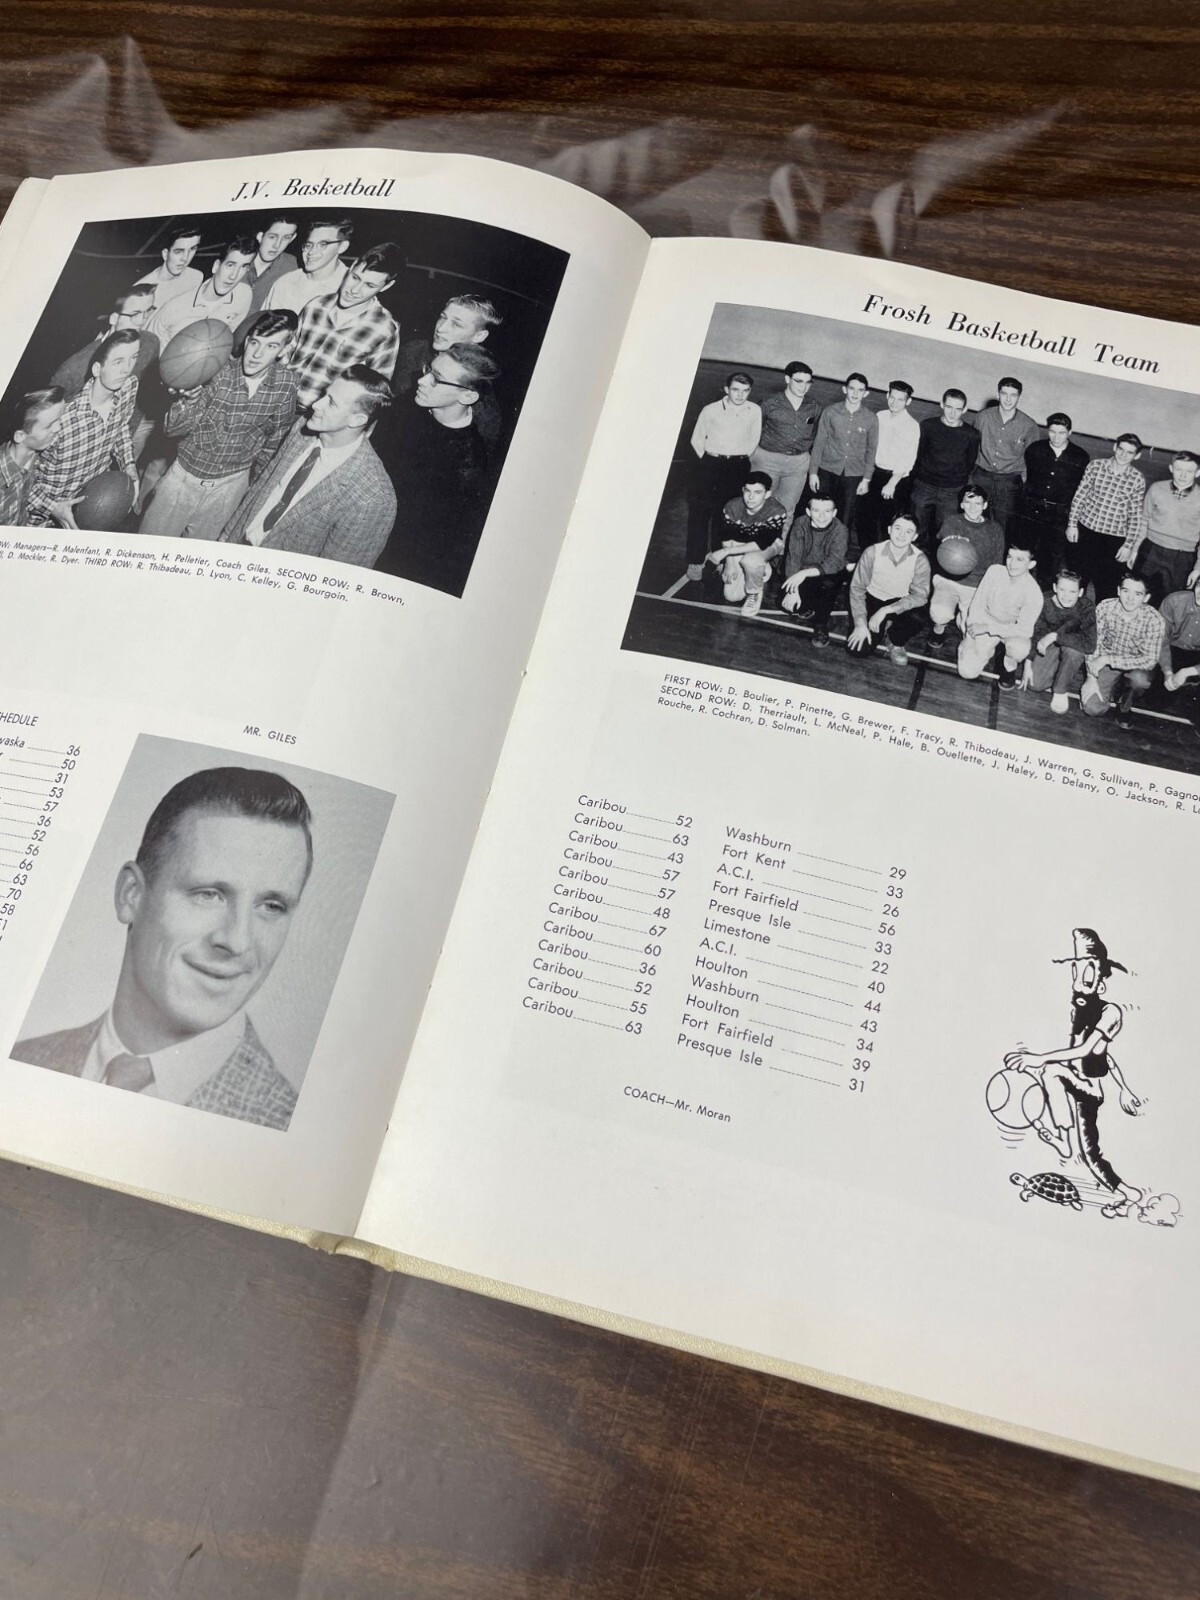 J.V. Basketball
Managers—R. Malenfant, R. Dickenson, H. Pelletier, Coach Giles. SECOND ROW: R. Brown,
D. Mockler, R. Dyer. THIRD ROW: R. Thibadeau, D. Lyon, C. Kelley, G. Bourgoin.
36
50
31
53
57
36
52
56
66
63
70
58
MR. GILES
Frosh Basketball Team
FIRST ROW: D. Boulier, P. Pinette, G. Brewer, F. Tracy, R. Thibodeau, J. Warren, G. Sullivan, P. Gagnon
SECOND ROW: D. Therriault, L. McNeal, P. Hale, B. Ouellette, J. Haley, D. Delany, O. Jackson, R.
Rouche, R. Cochran, D. Solman.
Caribou 52 Washburn 29
Caribou 63 Fort Kent 33
Caribou 43 A.C.I. 26
Caribou 57 Fort Fairfield 56
Caribou 57 Presque Isle 33
Caribou 48 Limestone 22
Caribou 67 A.C.I. 40
Caribou 60 Houlton 44
Caribou 36 Washburn 43
Caribou 52 Houlton 34
Caribou 55 Fort Fairfield 39
Caribou 63 Presque Isle 31
COACH—Mr. Moran